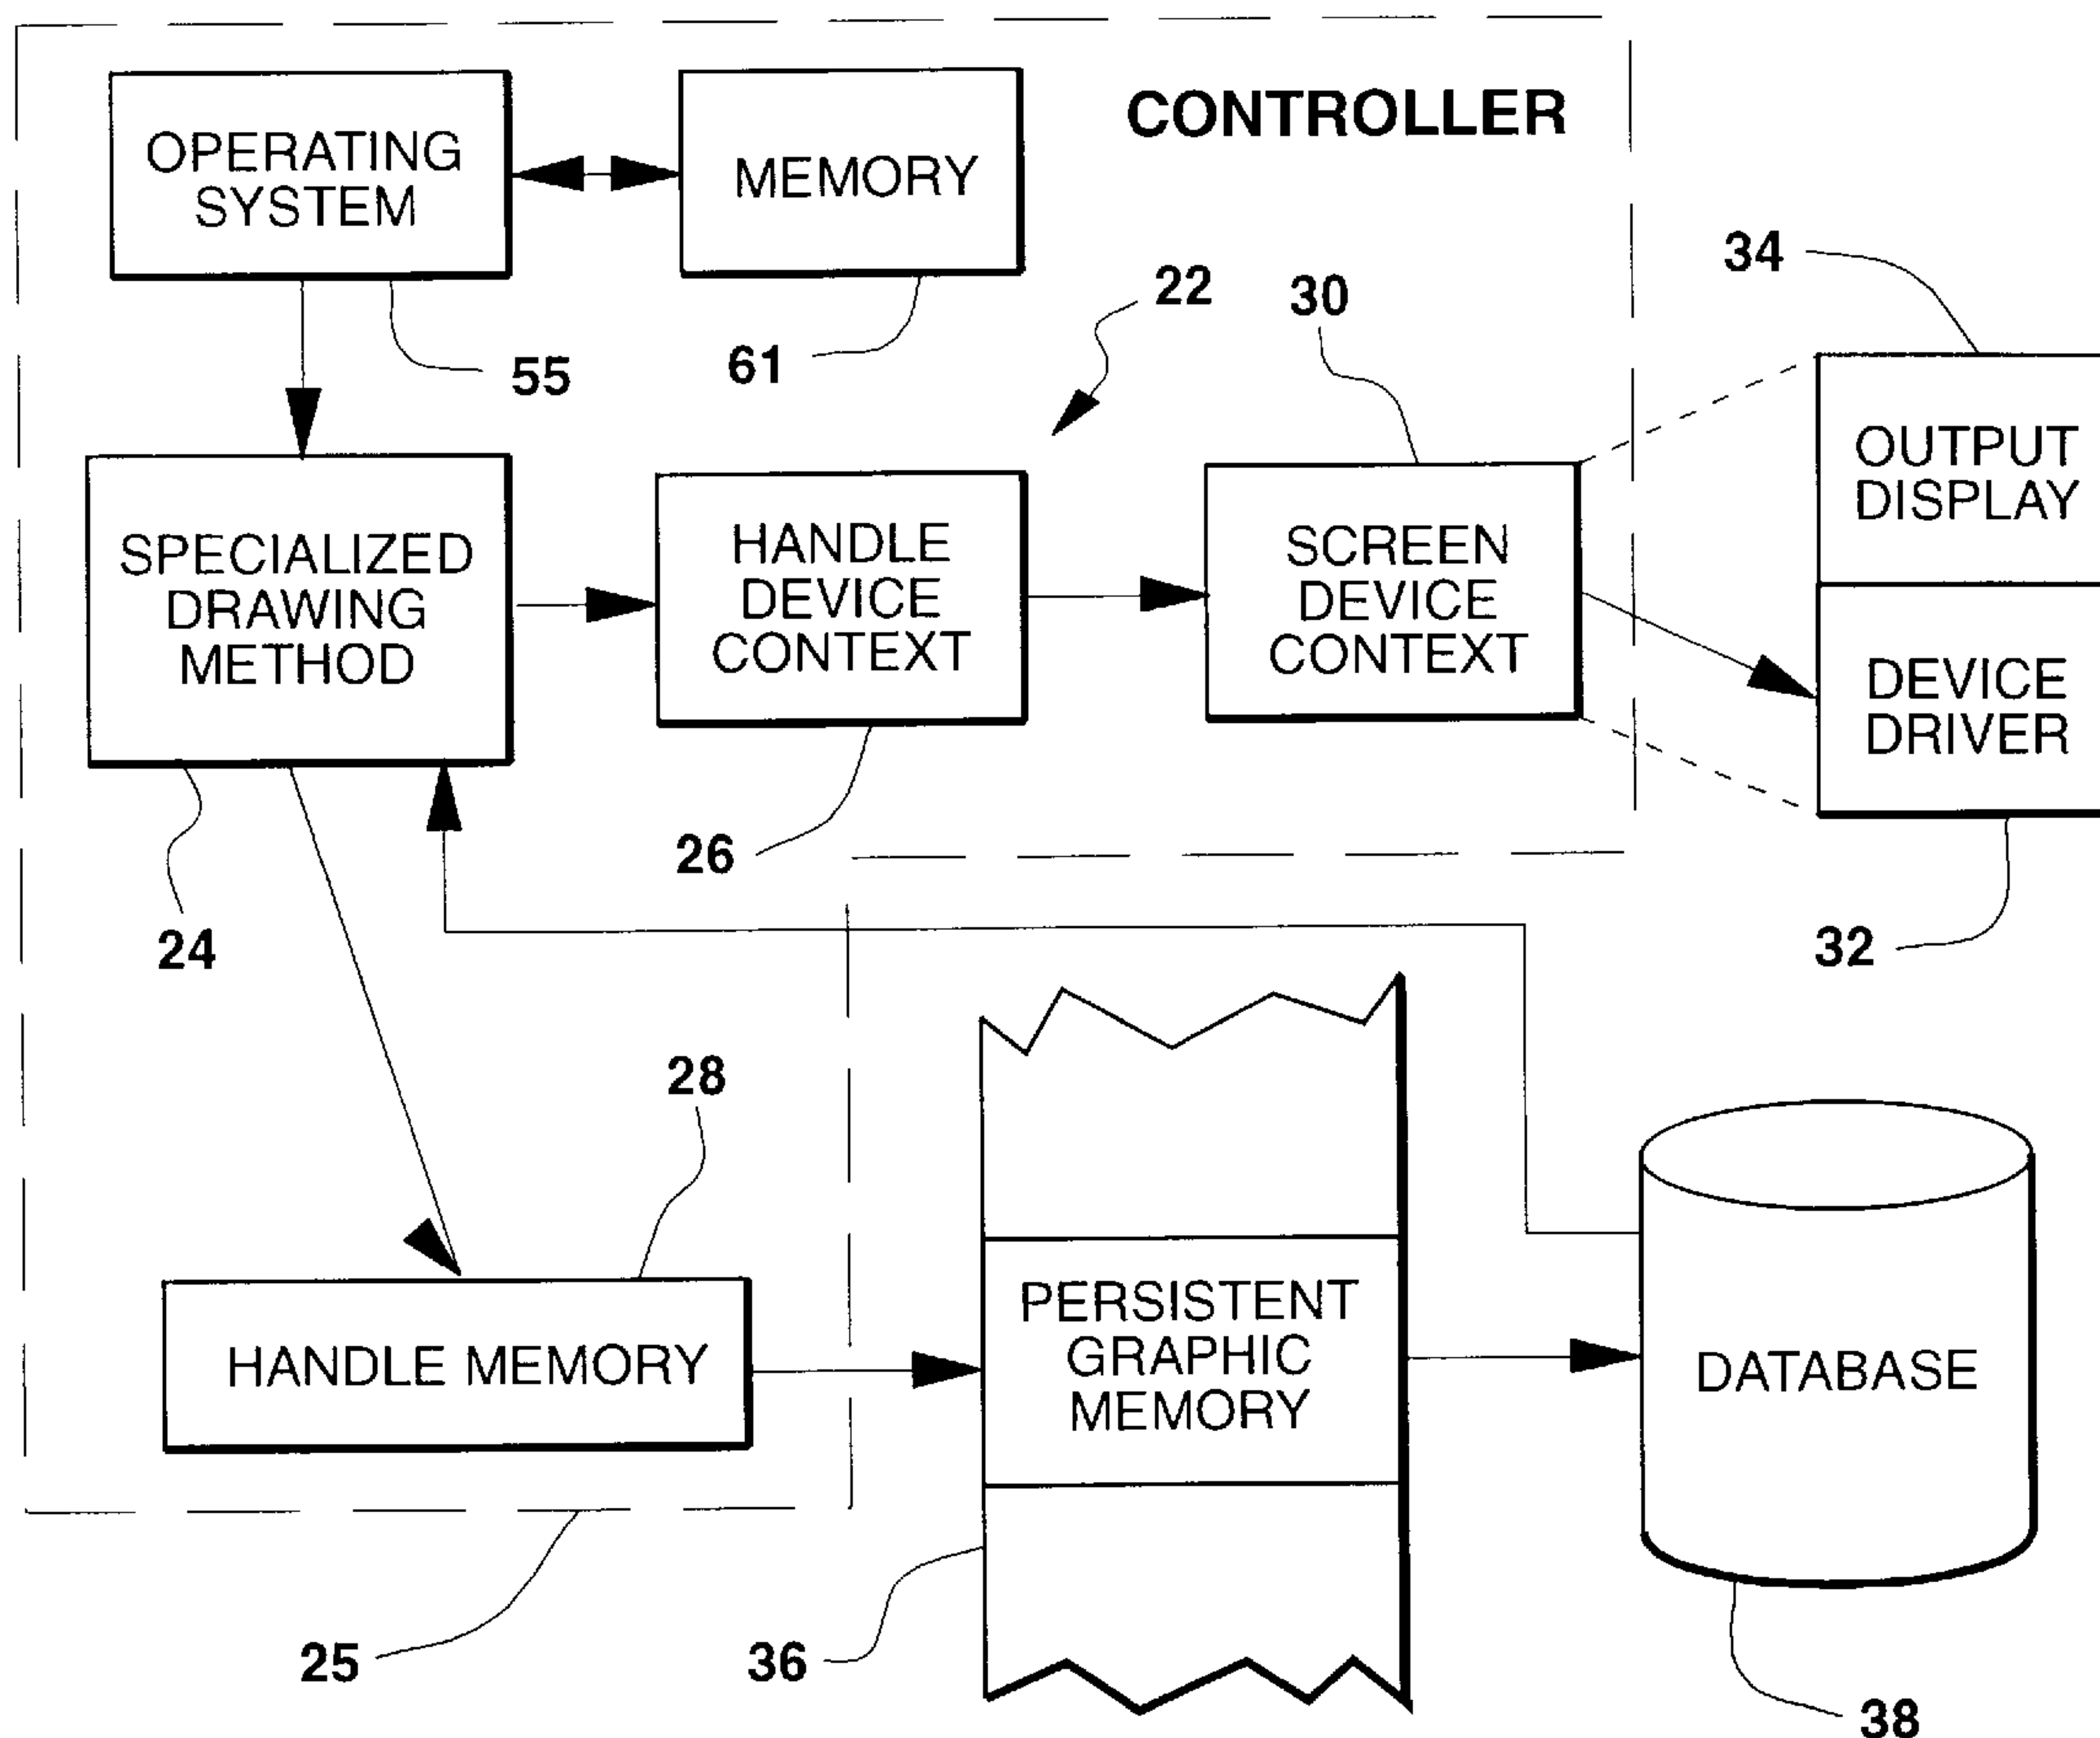 CONTROLLER
OPERATING
SYSTEM
MEMORY
55
61
22
30
34
SPECIALIZED
DRAWING
METHOD
HANDLE
DEVICE
CONTEXT
SCREEN
DEVICE
CONTEXT
OUTPUT
DISPLAY
DEVICE
DRIVER
24
26
32
28
HANDLE MEMORY
PERSISTENT
GRAPHIC
MEMORY
DATABASE
25
36
38